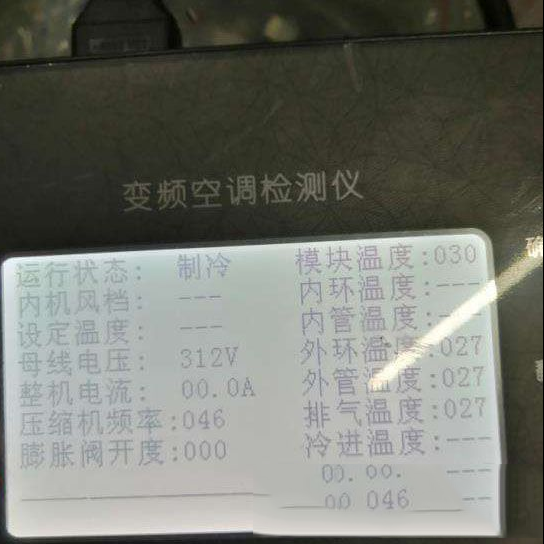 变频空调检测仪
运行状态: 制冷
内机风档: ---
设定温度: ---
母线电压: 312V
整机电流: 00.0A
压缩机频率:046
膨胀阀开度:000
模块温度:030
内环温度:---
内管温度:---
外环温度:027
外管温度:027
排气温度:027
冷进温度:---
00.00. ---
00 046 --